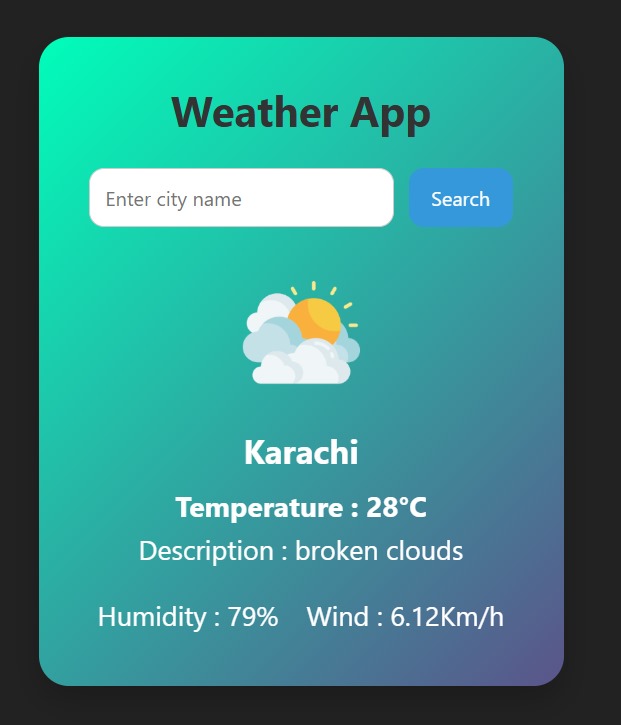 Weather App
Enter city name Search
Karachi
Temperature : 28°C
Description : broken clouds
Humidity : 79% Wind : 6.12Km/h